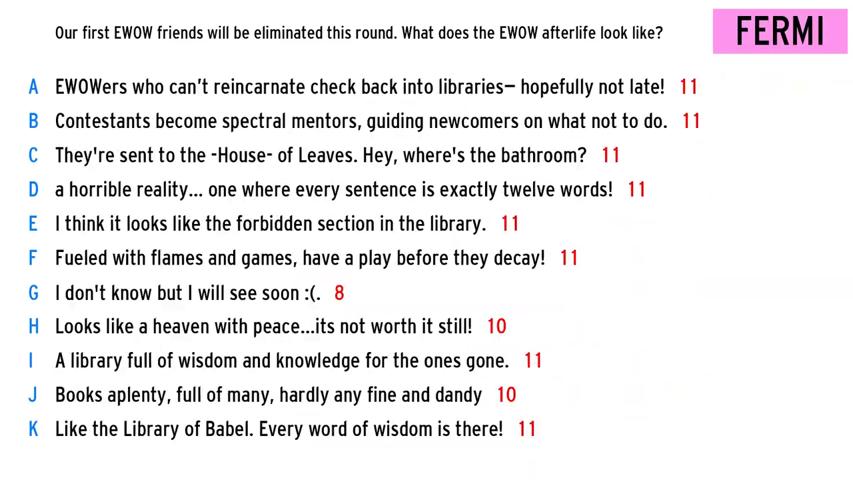 Our first EWOW friends will be eliminated this round. What does the EWOW afterlife look like?
FERMI
A EWOWers who can't reincarnate check back into libraries— hopefully not late! 11
B Contestants become spectral mentors, guiding newcomers on what not to do. 11
C They're sent to the -House- of Leaves. Hey, where's the bathroom? 11
D a horrible reality... one where every sentence is exactly twelve words! 11
E I think it looks like the forbidden section in the library. 11
F Fueled with flames and games, have a play before they decay! 11
G I don't know but I will see soon :(. 8
H Looks like a heaven with peace...its not worth it still! 10
I A library full of wisdom and knowledge for the ones gone. 11
J Books aplenty, full of many, hardly any fine and dandy 10
K Like the Library of Babel. Every word of wisdom is there! 11